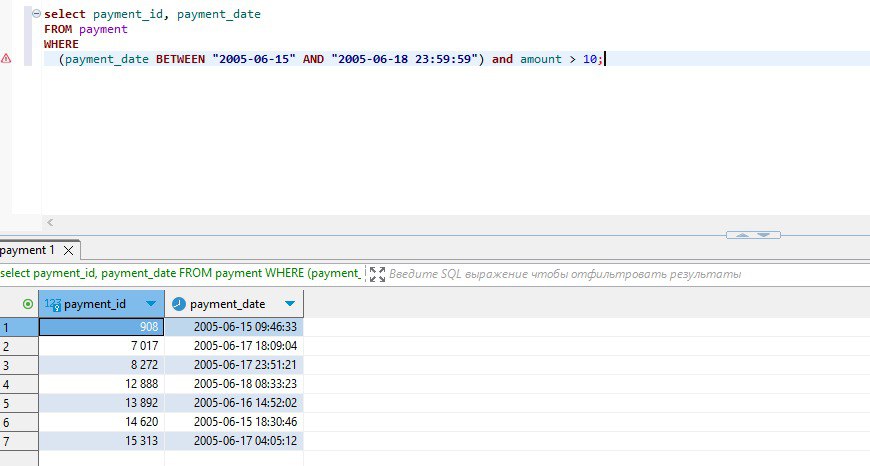 select payment_id, payment_date
FROM payment
WHERE
(payment_date BETWEEN "2005-06-15" AND "2005-06-18 23:59:59") and amount > 10;
payment 1
select payment_id, payment_date FROM payment WHERE (payment_ Введите SQL выражение чтобы отфильтровать результаты
123 payment_id payment_date
1 908 2005-06-15 09:46:33
2 7 017 2005-06-17 18:09:04
3 8 272 2005-06-17 23:51:21
4 12 888 2005-06-18 08:33:23
5 13 892 2005-06-16 14:52:02
6 14 620 2005-06-15 18:30:46
7 15 313 2005-06-17 04:05:12